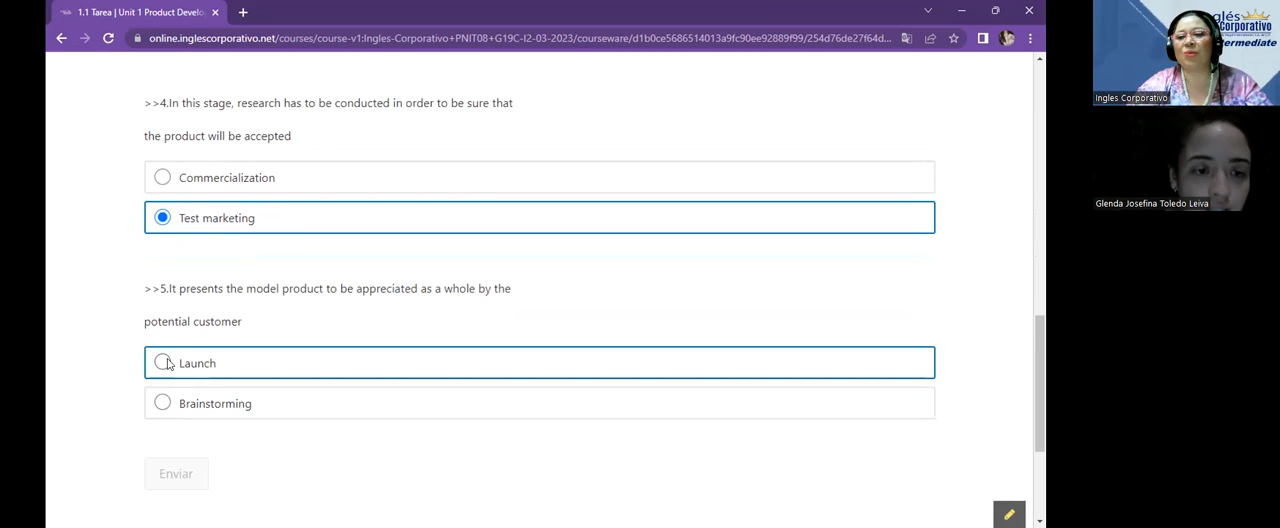 1.1 Tarea | Unit 1 Product Develo
online.inglescorporativo.net/courses/course-v1:Ingles-Corporativo+PNIT08+G19C-I2-03-2023/courseware/d1b0ce5686514013a9fc90ee92889f99/254d76de27f64d...
>>4.In this stage, research has to be conducted in order to be sure that
the product will be accepted
Commercialization
Test marketing
>>5.It presents the model product to be appreciated as a whole by the
potential customer
Launch
Brainstorming
Enviar
glés
Corporativo
termediate
Ingles Corporativo
Glenda Josefina Toledo Leiva